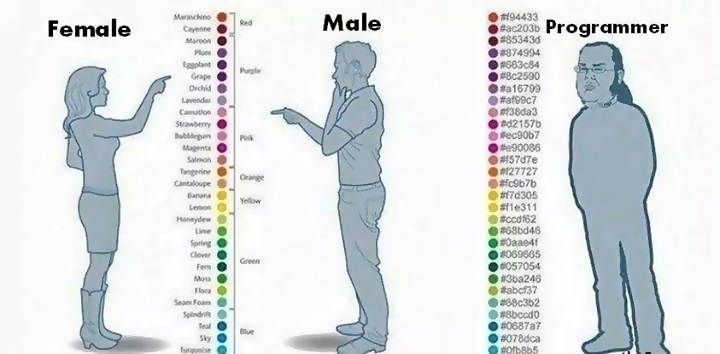 Female
Male
Programmer
Maraschino
Cayenne
Maroon
Plum
Eggplant
Grape
Orchid
Lavender
Carnation
Strawberry
Bubblegum
Magenta
Salmon
Tangerine
Cantaloupe
Banana
Lemon
Honeydew
Lime
Spring
Clover
Fern
Moss
Flora
Sea Foam
Spindrift
Teal
Sky
Turquoise
Red
Purple
Pink
Orange
Yellow
Green
Blue
#f94433
#ac203b
#85343d
#874994
#663c84
#8c2590
#a16799
#af99c7
#f38da3
#d2157b
#ec90b7
#e90086
#f57d7e
#f27727
#fc9b7b
#f7d305
#f1e311
#ccdf62
#68bd46
#0aae4f
#069665
#057054
#3ba246
#abcf37
#68c3b2
#8bccd0
#0687a7
#078dca
#0fb8b5